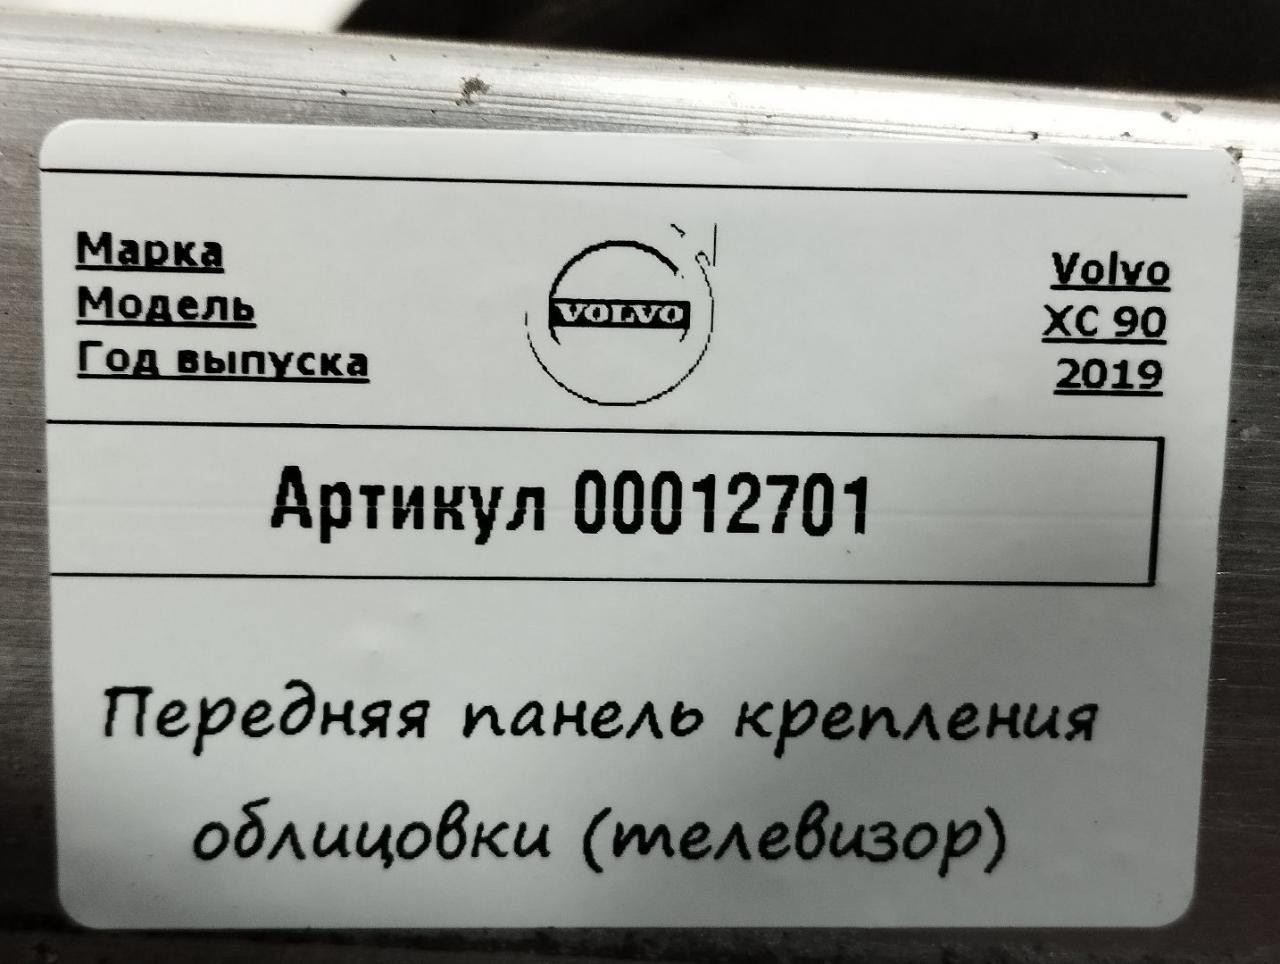 Марка
Volvo
Модель
VOLVO
XC 90
Год выпуска
2019
Артикул 00012701
Передняя панель крепления
облицовки (телевизор)